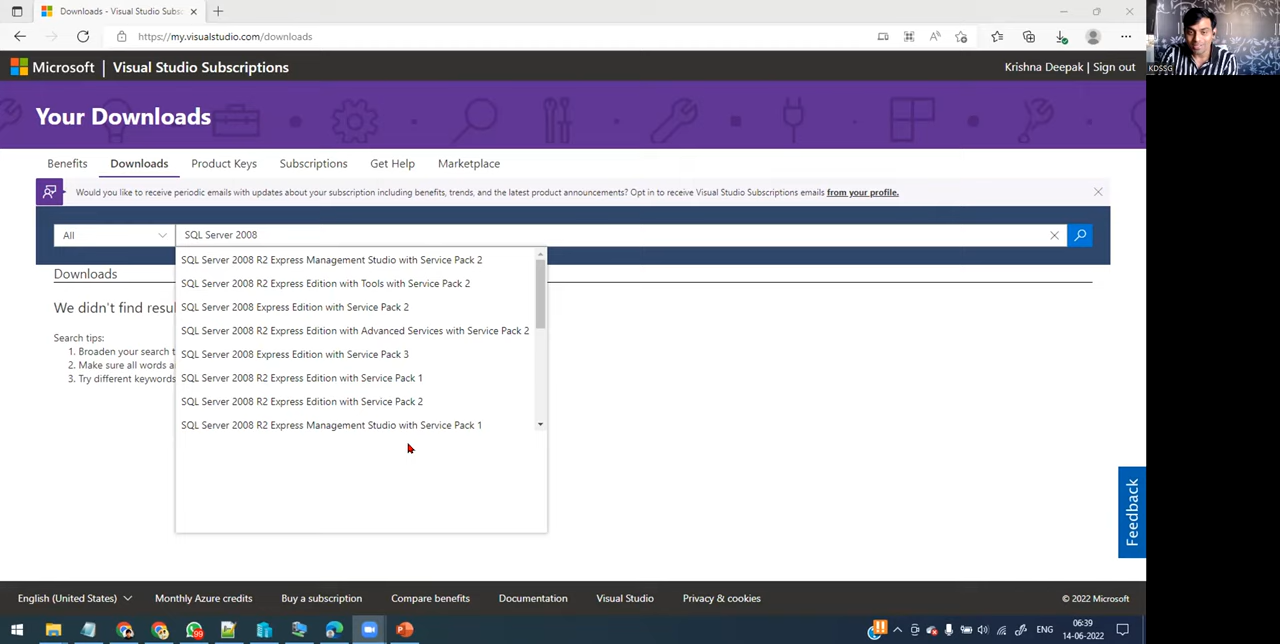 Downloads - Visual Studio Subsc
https://my.visualstudio.com/downloads
Microsoft | Visual Studio Subscriptions
Krishna Deepak | Sign out
KDSSG
Your Downloads
Benefits Downloads Product Keys Subscriptions Get Help Marketplace
Would you like to receive periodic emails with updates about your subscription including benefits, trends, and the latest product announcements? Opt in to receive Visual Studio Subscriptions emails from your profile.
All SQL Server 2008
SQL Server 2008 R2 Express Management Studio with Service Pack 2
SQL Server 2008 R2 Express Edition with Tools with Service Pack 2
SQL Server 2008 Express Edition with Service Pack 2
SQL Server 2008 R2 Express Edition with Advanced Services with Service Pack 2
SQL Server 2008 Express Edition with Service Pack 3
SQL Server 2008 R2 Express Edition with Service Pack 1
SQL Server 2008 R2 Express Edition with Service Pack 2
SQL Server 2008 R2 Express Management Studio with Service Pack 1
Downloads
We didn't find resu
Search tips:
1. Broaden your search t
2. Make sure all words a
3. Try different keywords
Feedback
English (United States) Monthly Azure credits Buy a subscription Compare benefits Documentation Visual Studio Privacy & cookies © 2022 Microsoft
99
ENG
06:39
14-06-2022